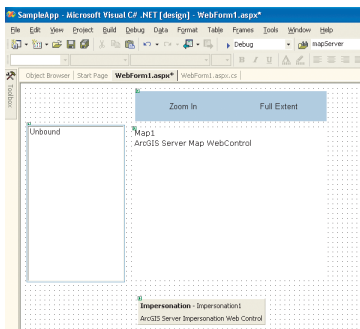 SampleApp - Microsoft Visual C# .NET [design] - WebForm1.aspx*
File Edit View Project Build Debug Data Format Table Frames Tools Window Help
Debug mapServer
B I U A
Object Browser Start Page WebForm1.aspx* WebForm1.aspx.cs
Toolbox
Zoom In Full Extent
Unbound
Map1
ArcGIS Server Map WebControl
Impersonation - Impersonation1
ArcGIS Server Impersonation Web Control